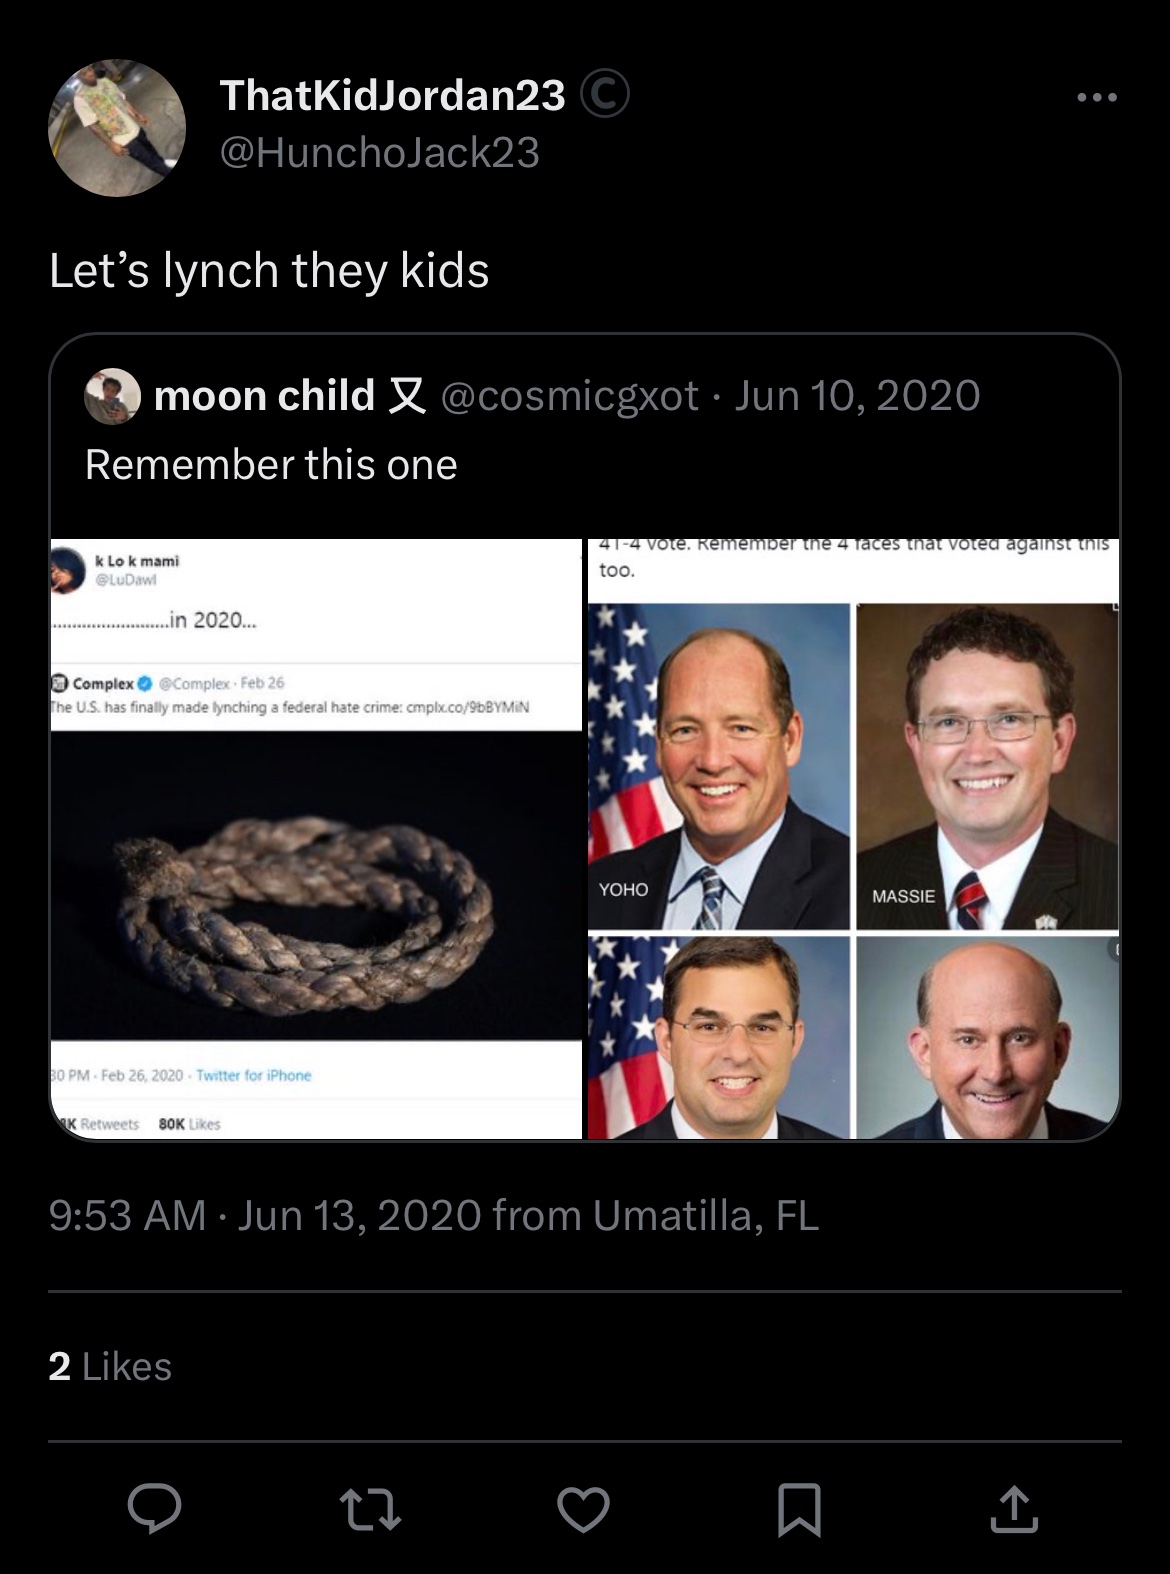 ThatKidJordan23 Ⓒ
@HunchoJack23
Let’s lynch they kids
moon child 又 @cosmicgxot · Jun 10, 2020
Remember this one
k Lo k mami
@LuDawl
.........................in 2020...
Complex @Complex · Feb 26
The U.S. has finally made lynching a federal hate crime: cmplx.co/9bBYMiN
30 PM · Feb 26, 2020 · Twitter for iPhone
K Retweets 80K Likes
41-4 vote. Remember the 4 faces that voted against this
too.
YOHO
MASSIE
9:53 AM · Jun 13, 2020 from Umatilla, FL
2 Likes